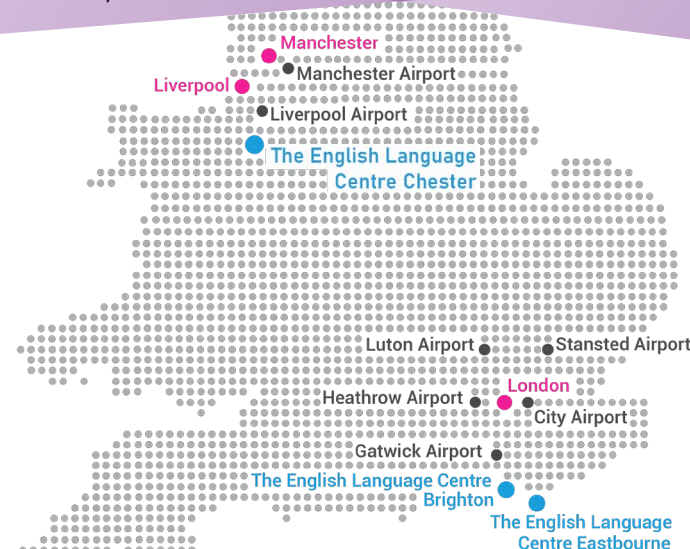 Manchester
Manchester Airport
Liverpool
Liverpool Airport
The English Language
Centre Chester
Luton Airport
Stansted Airport
London
Heathrow Airport
City Airport
Gatwick Airport
The English Language Centre
Brighton
The English Language
Centre Eastbourne